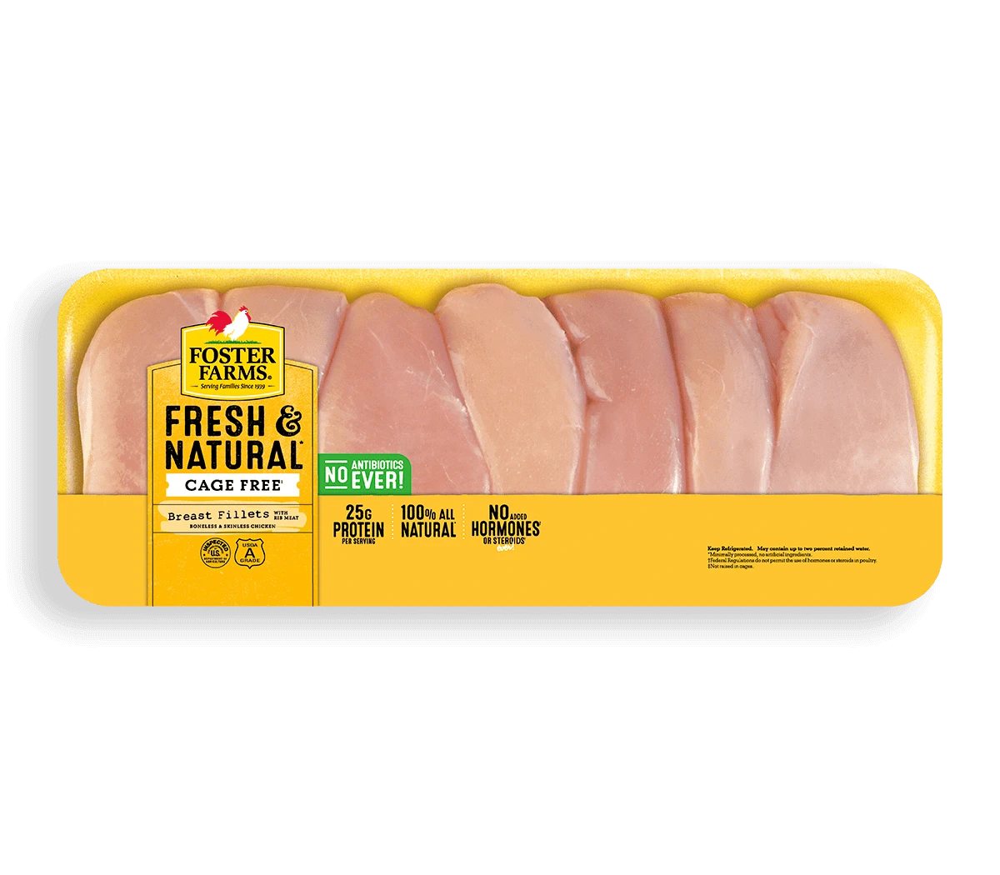 FOSTER
FARMS®
Serving Families Since 1939
FRESH &
NATURAL*
CAGE FREE‡
Breast Fillets WITH RIB MEAT
BONELESS & SKINLESS CHICKEN
INSPECTED
U.S.
DEPARTMENT OF
AGRICULTURE
USDA
A
GRADE
NO ANTIBIOTICS
EVER!
25G
PROTEIN
PER SERVING
100% ALL
NATURAL*
NO ADDED
HORMONES†
OR STEROIDS†
ever!
Keep Refrigerated. May contain up to two percent retained water.
*Minimally processed, no artificial ingredients.
†Federal Regulations do not permit the use of hormones or steroids in poultry.
‡Not raised in cages.